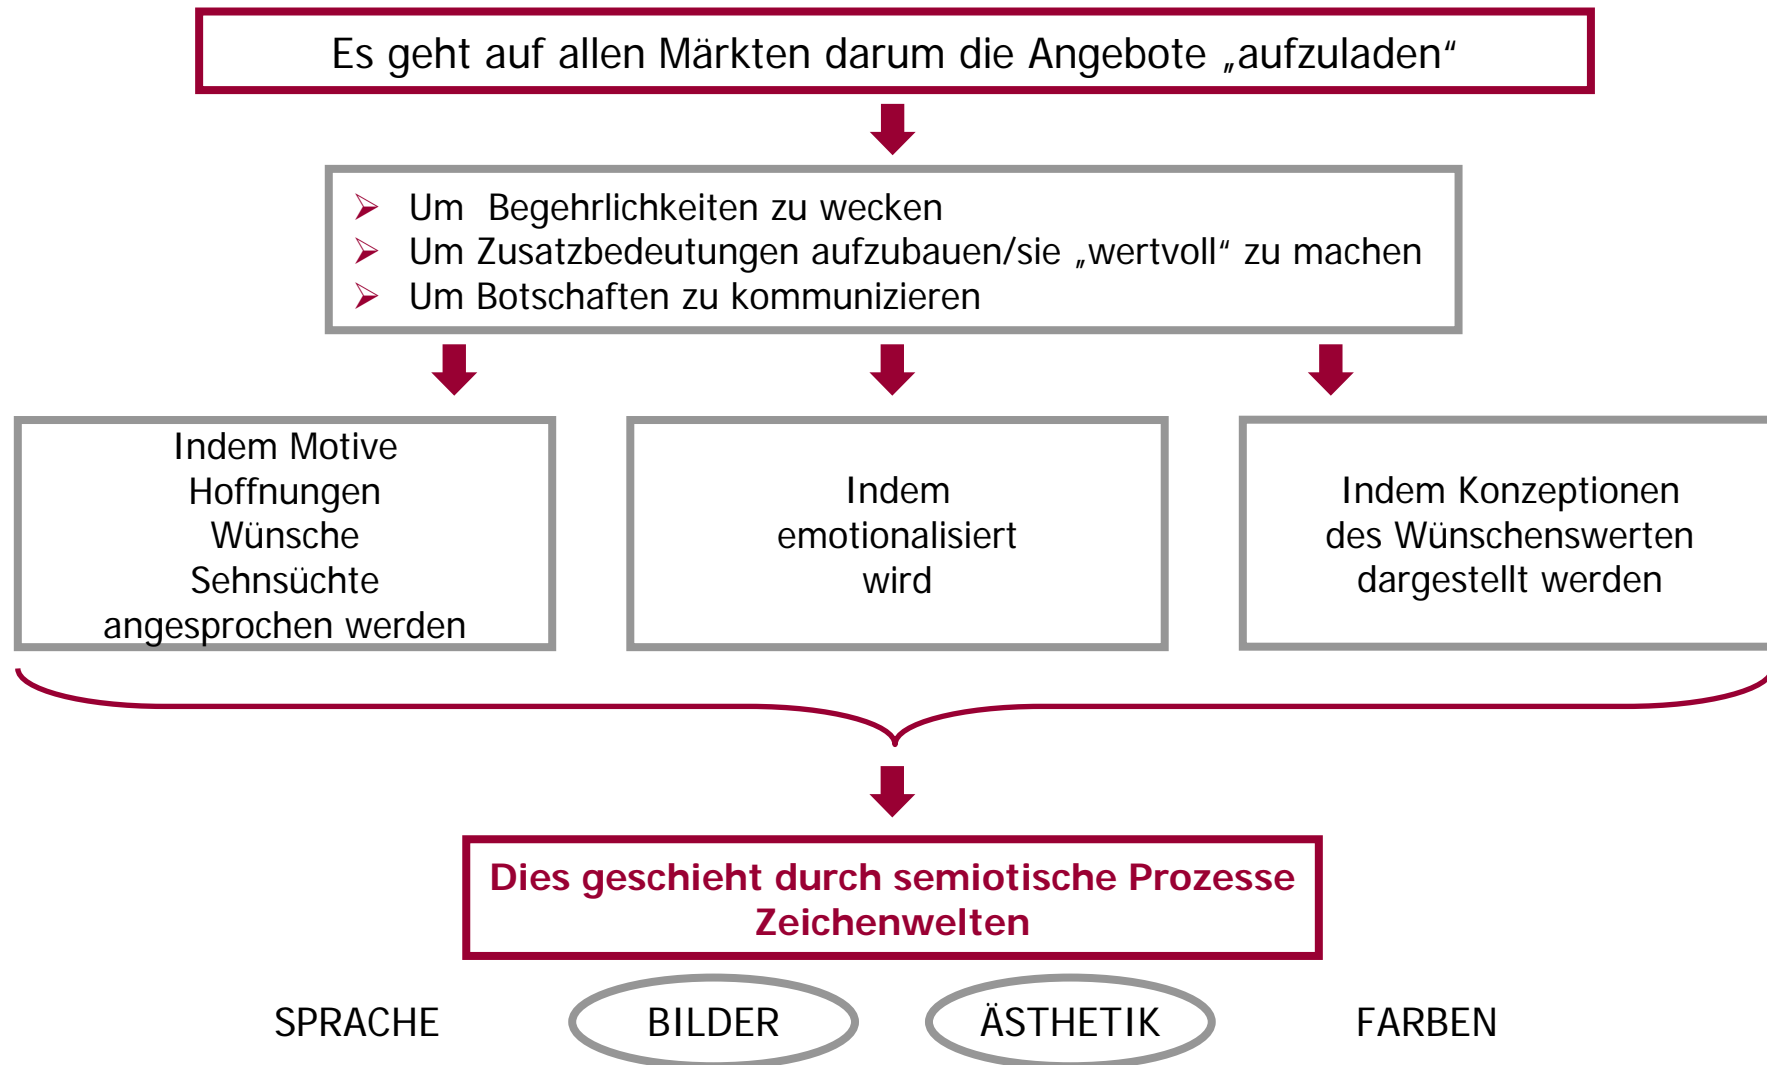 Es geht auf allen Märkten darum die Angebote „aufzuladen“
Um Begehrlichkeiten zu wecken
Um Zusatzbedeutungen aufzubauen/sie „wertvoll“ zu machen
Um Botschaften zu kommunizieren
Indem Motive
Hoffnungen
Wünsche
Sehnsüchte
angesprochen werden
Indem
emotionalisiert
wird
Indem Konzeptionen
des Wünschenswerten
dargestellt werden
Dies geschieht durch semiotische Prozesse
Zeichenwelten
SPRACHE BILDER ÄSTHETIK FARBEN